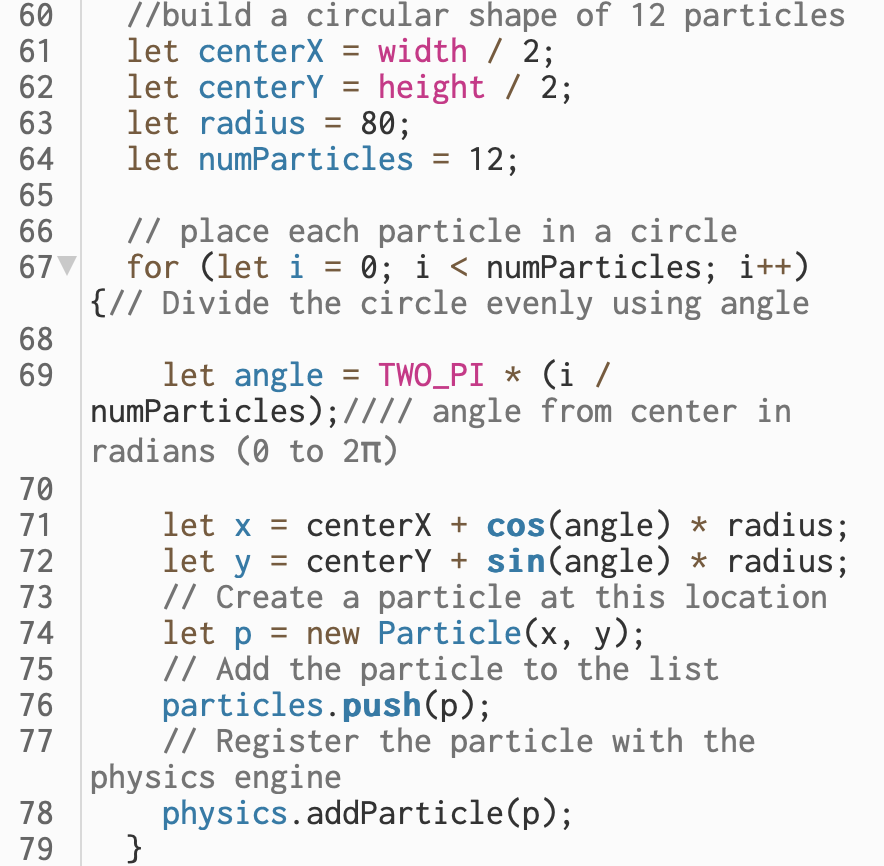 60 //build a circular shape of 12 particles
61 let centerX = width / 2;
62 let centerY = height / 2;
63 let radius = 80;
64 let numParticles = 12;
65
66 // place each particle in a circle
67 for (let i = 0; i < numParticles; i++)
{// Divide the circle evenly using angle
68
69 let angle = TWO_PI * (i /
numParticles);//// angle from center in
radians (0 to 2π)
70
71 let x = centerX + cos(angle) * radius;
72 let y = centerY + sin(angle) * radius;
73 // Create a particle at this location
74 let p = new Particle(x, y);
75 // Add the particle to the list
76 particles.push(p);
77 // Register the particle with the
physics engine
78 physics.addParticle(p);
79 }